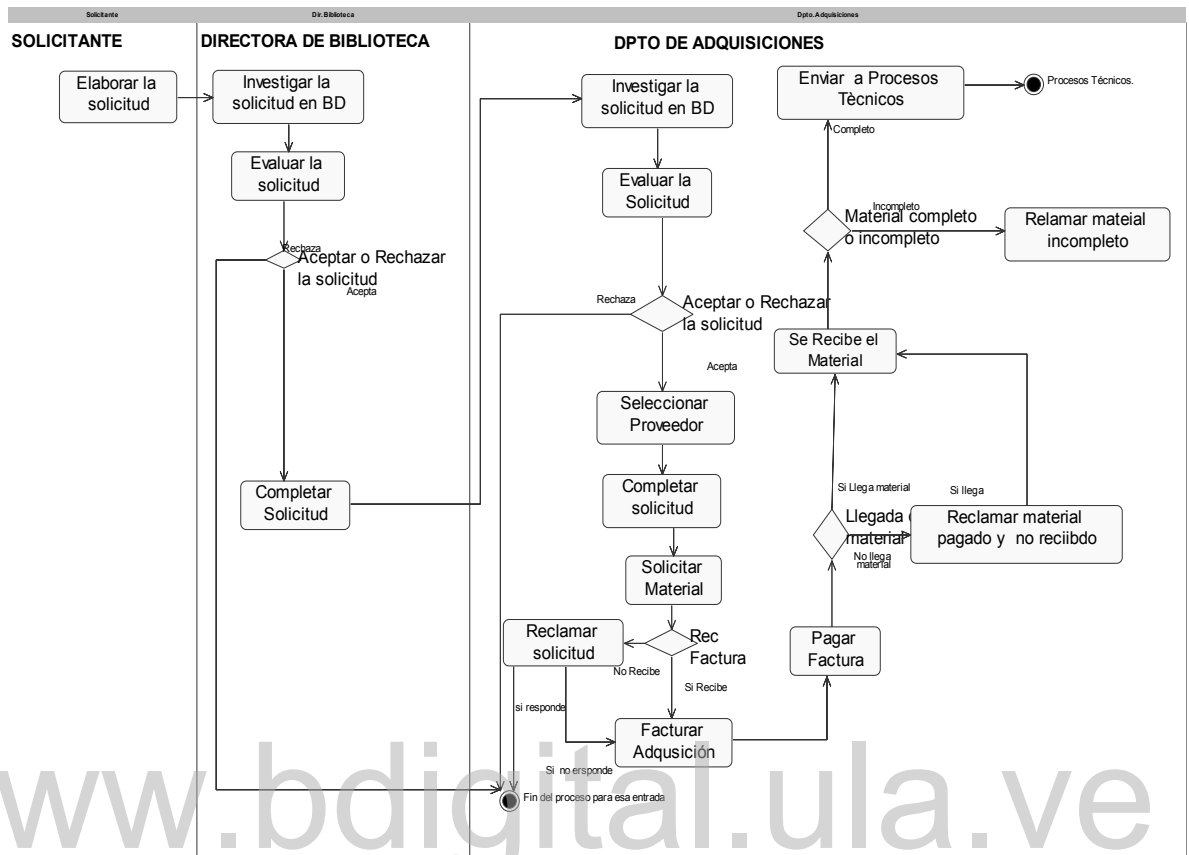 Solicitante
Dir. Biblioteca
Dpto. Adquisiciones
SOLICITANTE
DIRECTORA DE BIBLIOTECA
DPTO DE ADQUISICIONES
Elaborar la
solicitud
Investigar la
solicitud en BD
Evaluar la
solicitud
Rechaza
Aceptar o Rechazar
la solicitud
Acepta
Completar
Solicitud
Investigar la
solicitud en BD
Evaluar la
Solicitud
Rechaza
Aceptar o Rechazar
la solicitud
Acepta
Seleccionar
Proveedor
Completar
solicitud
Solicitar
Material
Rec
Factura
No Recibe
Si Recibe
Reclamar
solicitud
si responde
Si no ersponde
Facturar
Adqusición
Fin del proceso para esa entrada
Enviar a Procesos
Tècnicos
Procesos Técnicos.
Completo
Incompleto
Material completo
o incompleto
Relamar mateial
incompleto
Se Recibe el
Material
Si Llega material
Si llega
Llegada
material
No llega
material
Reclamar material
pagado y no reciibdo
Pagar
Factura
www.bdigital.ula.ve